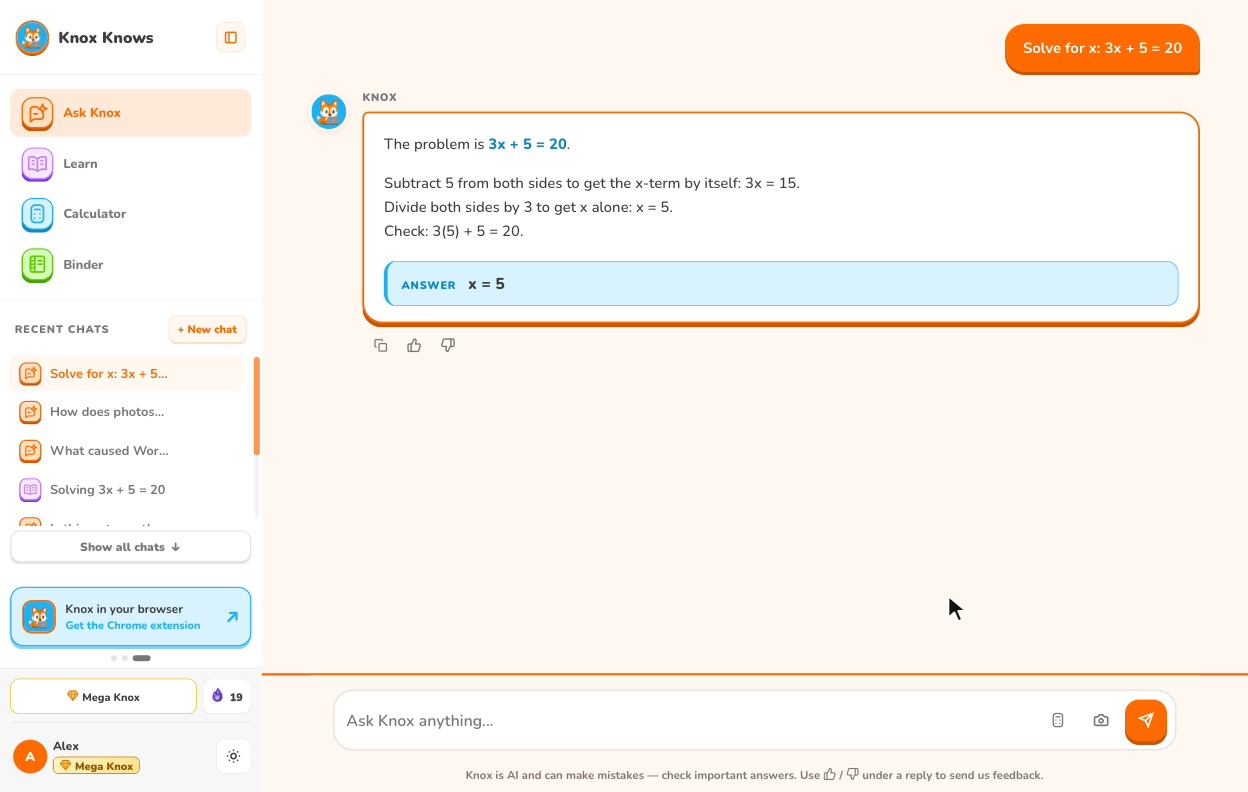 Knox Knows
Ask Knox
Learn
Calculator
Binder
RECENT CHATS
+ New chat
Solve for x: 3x + 5...
How does photos...
What caused Wor...
Solving 3x + 5 = 20
Show all chats ↓
Knox in your browser
Get the Chrome extension
Mega Knox
19
A
Alex
Mega Knox
Solve for x: 3x + 5 = 20
KNOX
The problem is 3x + 5 = 20.
Subtract 5 from both sides to get the x-term by itself: 3x = 15.
Divide both sides by 3 to get x alone: x = 5.
Check: 3(5) + 5 = 20.
ANSWER x = 5
Ask Knox anything...
Knox is AI and can make mistakes — check important answers. Use / under a reply to send us feedback.